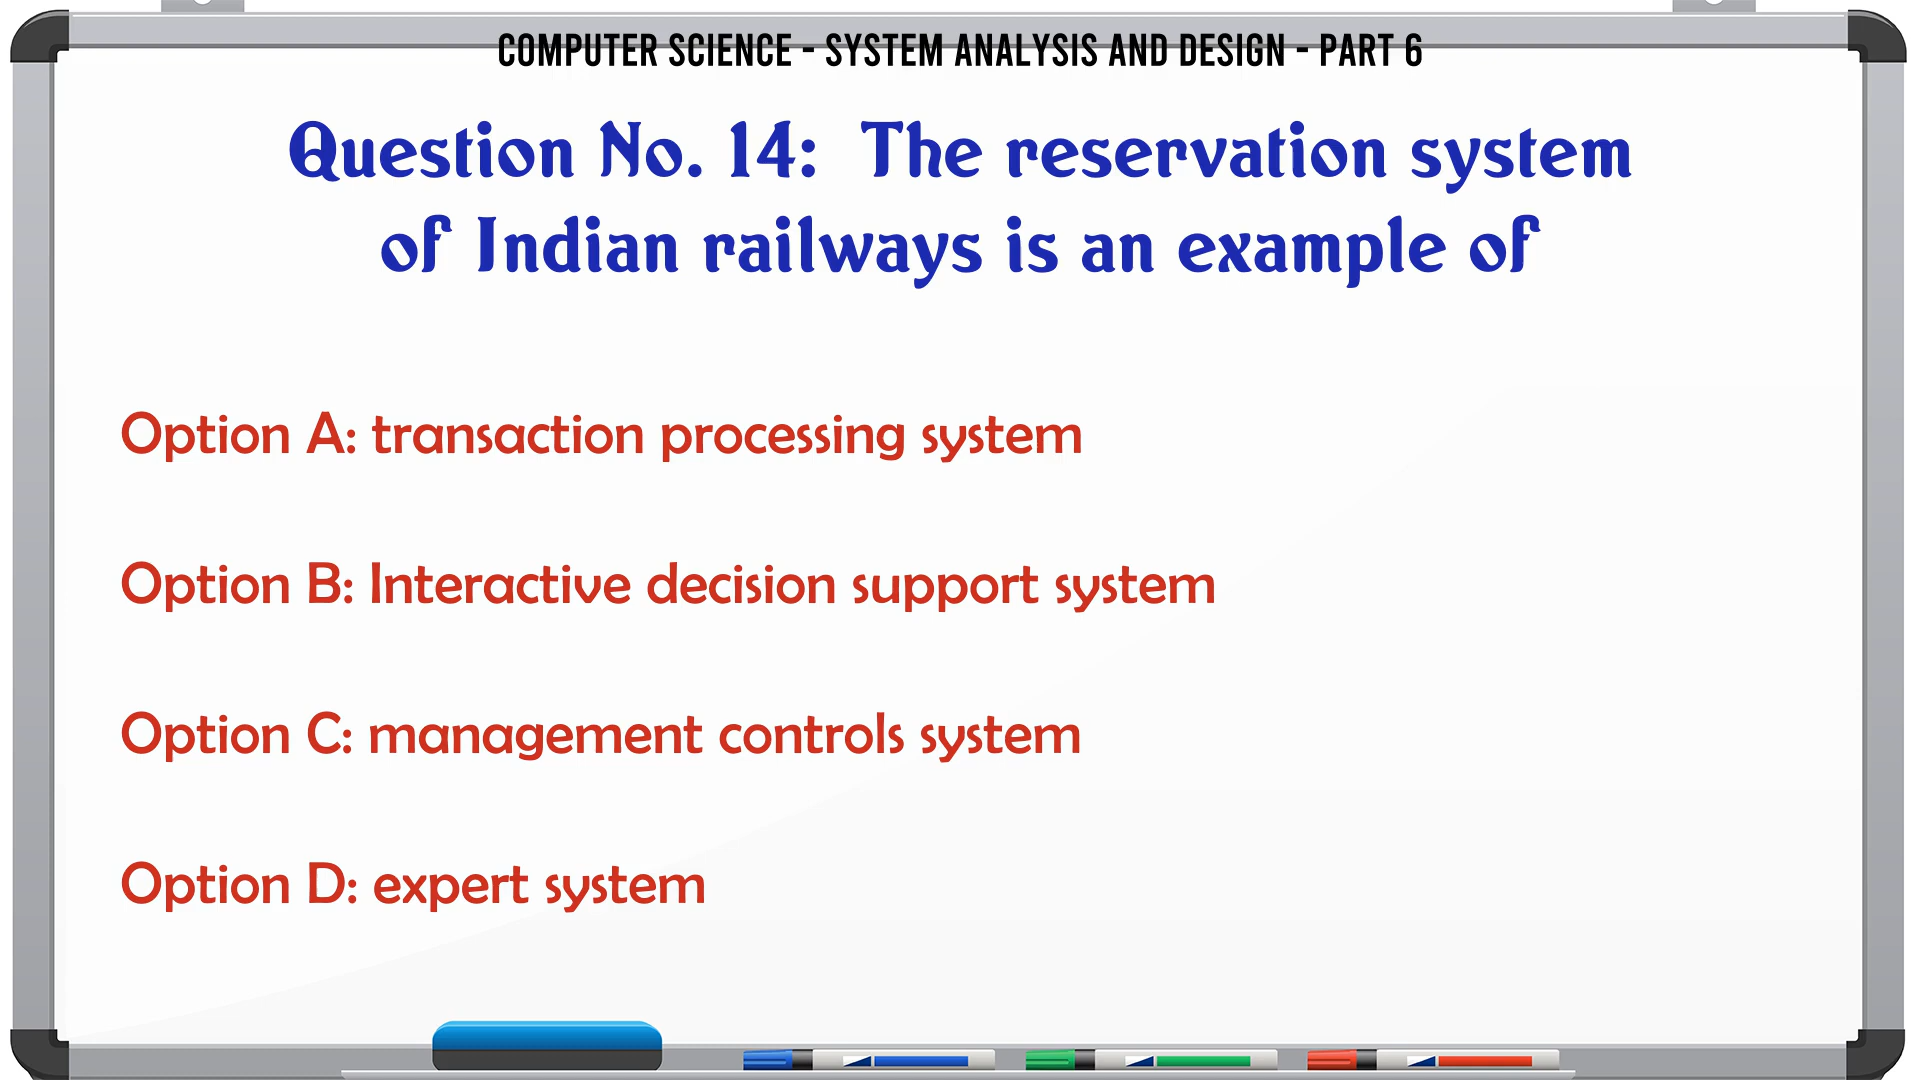 COMPUTER SCIENCE - SYSTEM ANALYSIS AND DESIGN - PART 6
Question No. 14: The reservation system
of Indian railways is an example of
Option A: transaction processing system
Option B: Interactive decision support system
Option C: management controls system
Option D: expert system